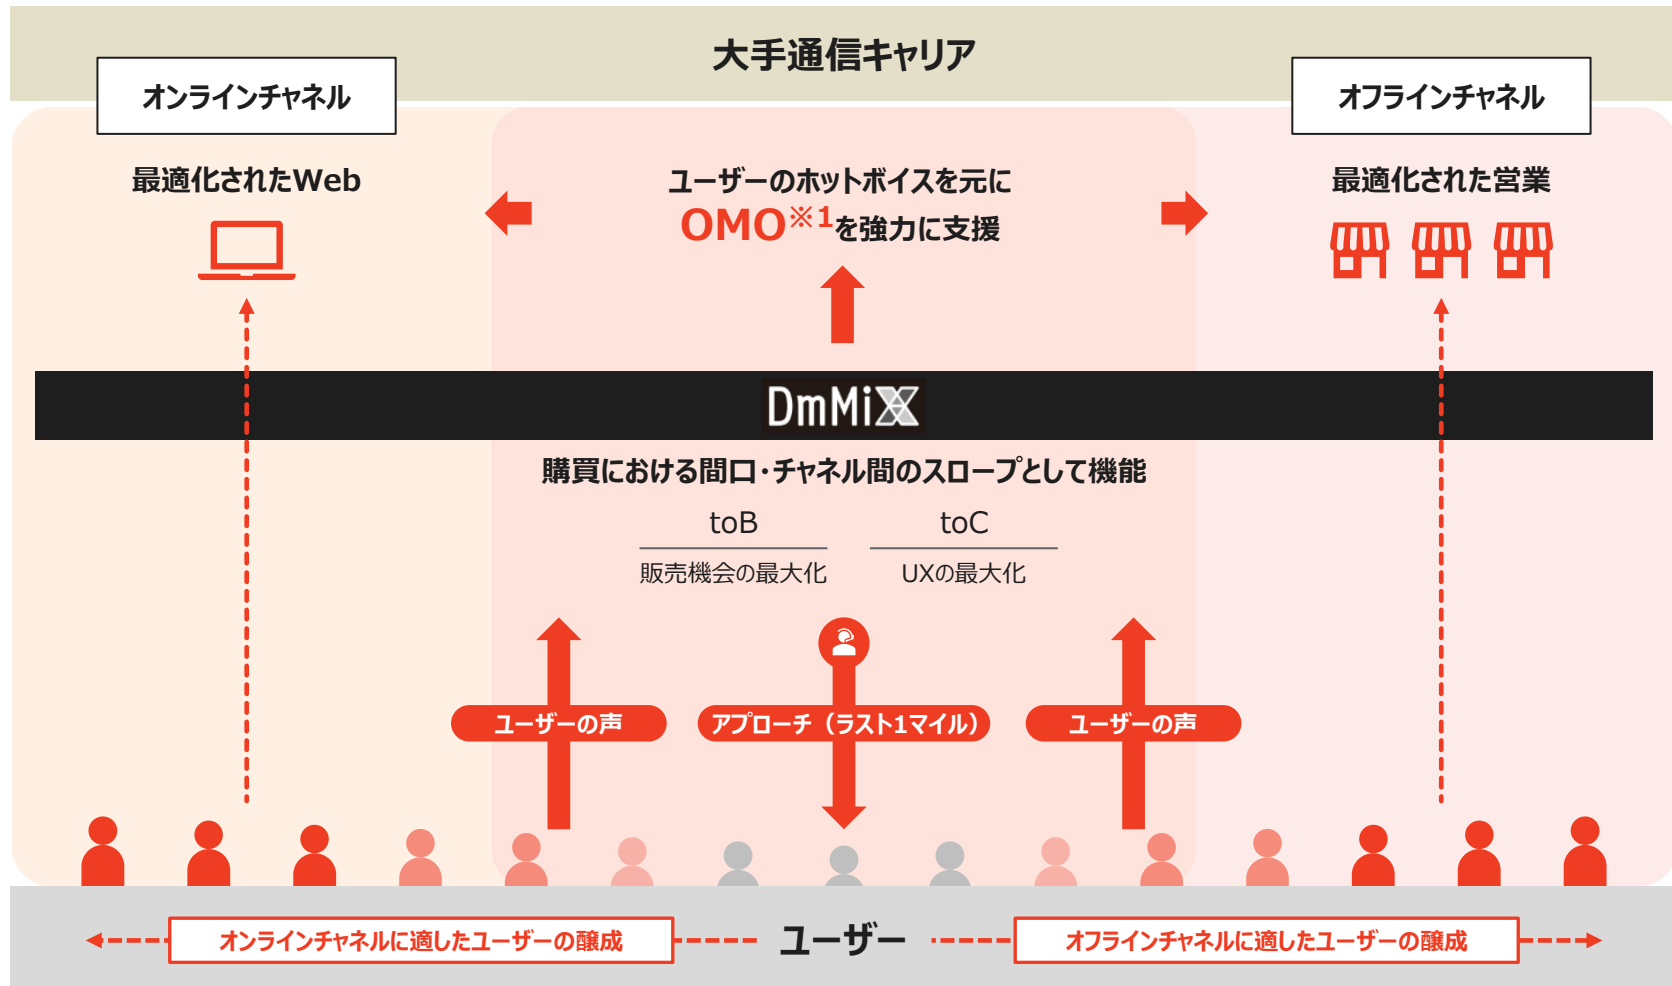 大手通信キャリア
オンラインチャネル
オフラインチャネル
最適化されたWeb
ユーザーのホットボイスを元に
OMO※1を強力に支援
最適化された営業
DmMiX
購買における間口・チャネル間のスロープとして機能
toB
toC
販売機会の最大化
UXの最大化
ユーザーの声
アプローチ（ラスト1マイル）
ユーザーの声
オンラインチャネルに適したユーザーの醸成
ユーザー
オフラインチャネルに適したユーザーの醸成